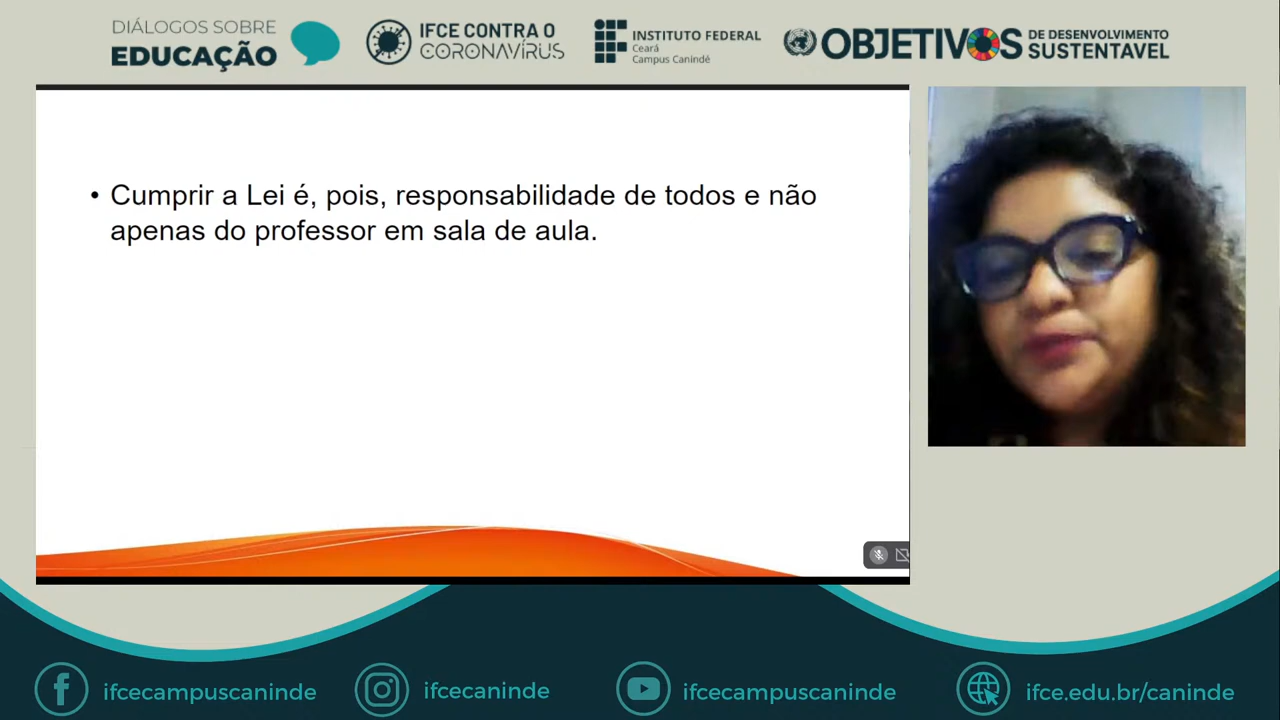 DIÁLOGOS SOBRE
EDUCAÇÃO
IFCE CONTRA O
CORONAVÍRUS
INSTITUTO FEDERAL
Ceará
Campus Canindé
OBJETIVOS
DE DESENVOLVIMENTO
SUSTENTAVEL
• Cumprir a Lei é, pois, responsabilidade de todos e não
apenas do professor em sala de aula.
ifcecampuscaninde
ifcecaninde
ifcecampuscaninde
ifce.edu.br/caninde